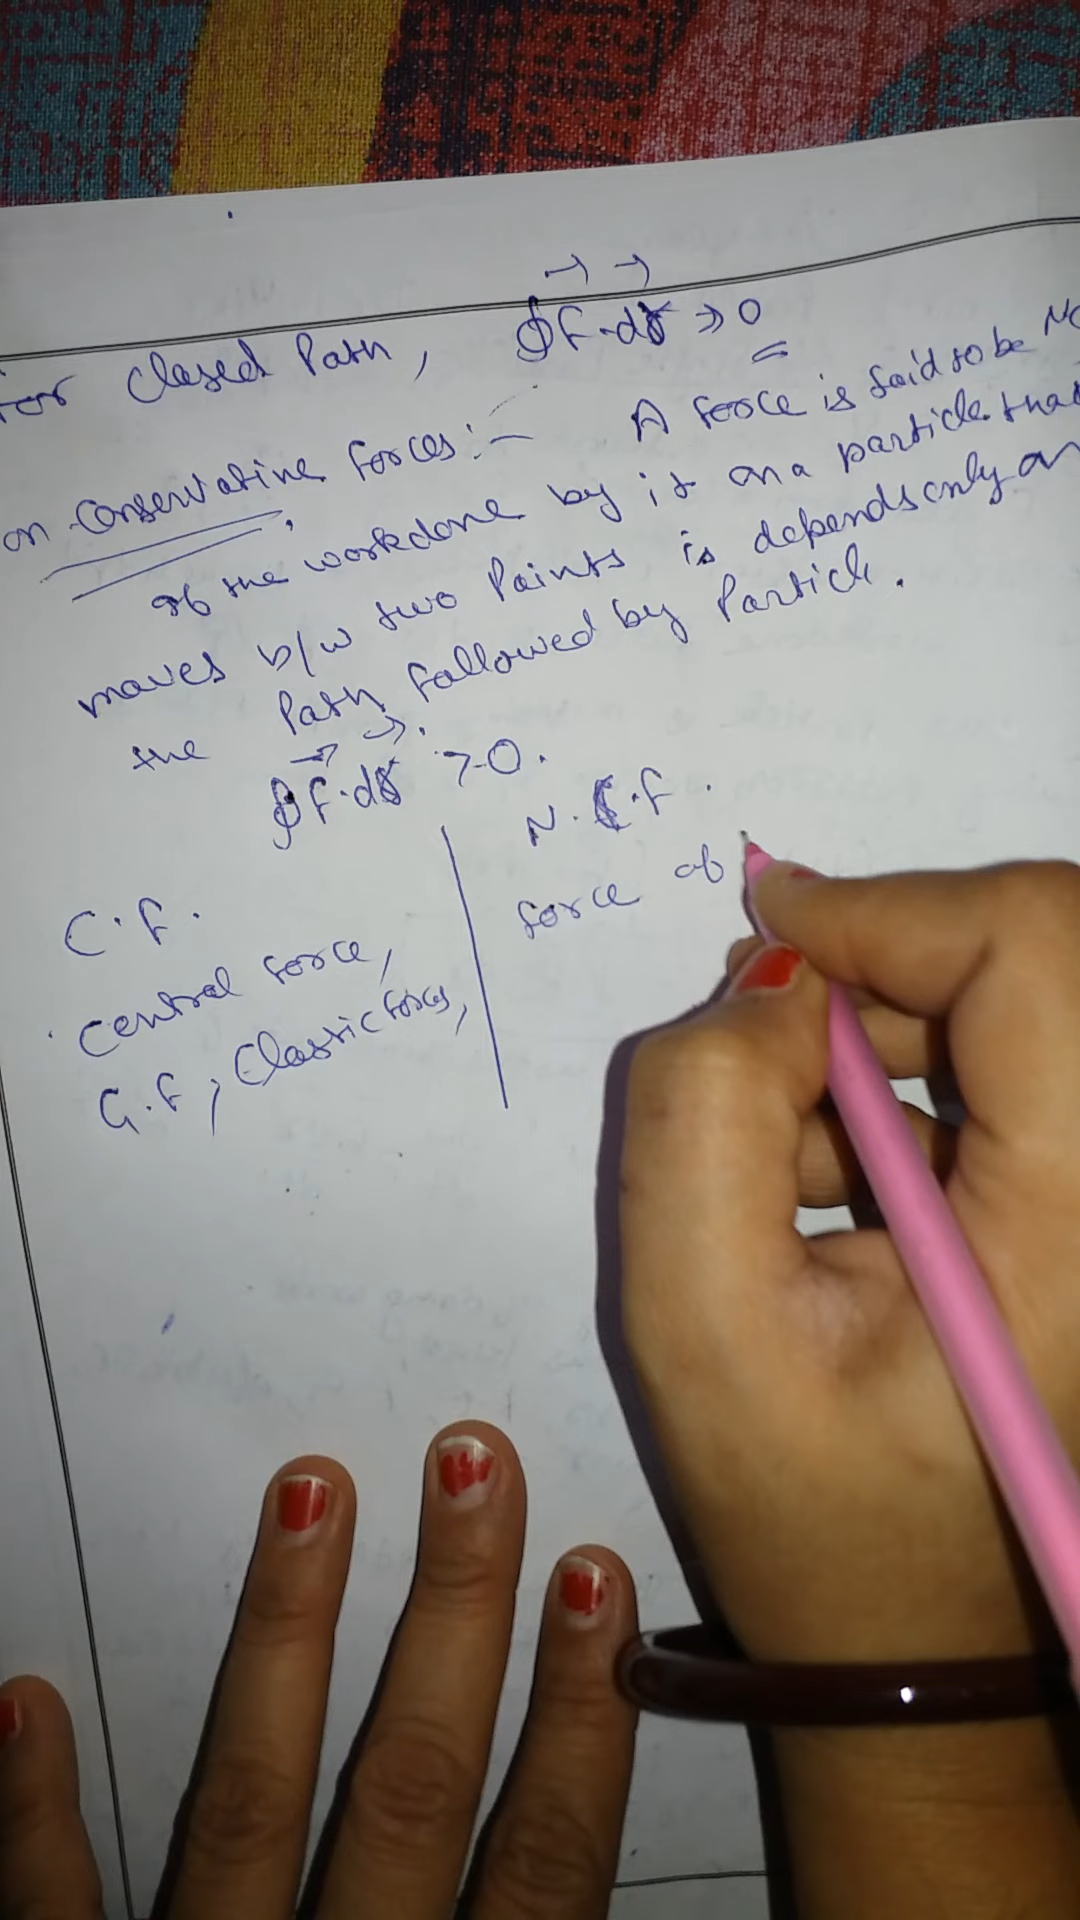 For Closed Path, ∮F⃗·dr⃗ ⇒ 0
on-Conservative forces:- A force is said to be No
if the workdone by it on a particle that
moves b/w two Points is depends only on
the Path followed by Particle.
∮F⃗·dr⃗ > 0.
C.F.
Central force,
G.F, Elastic forces,
N.C.F.
force of